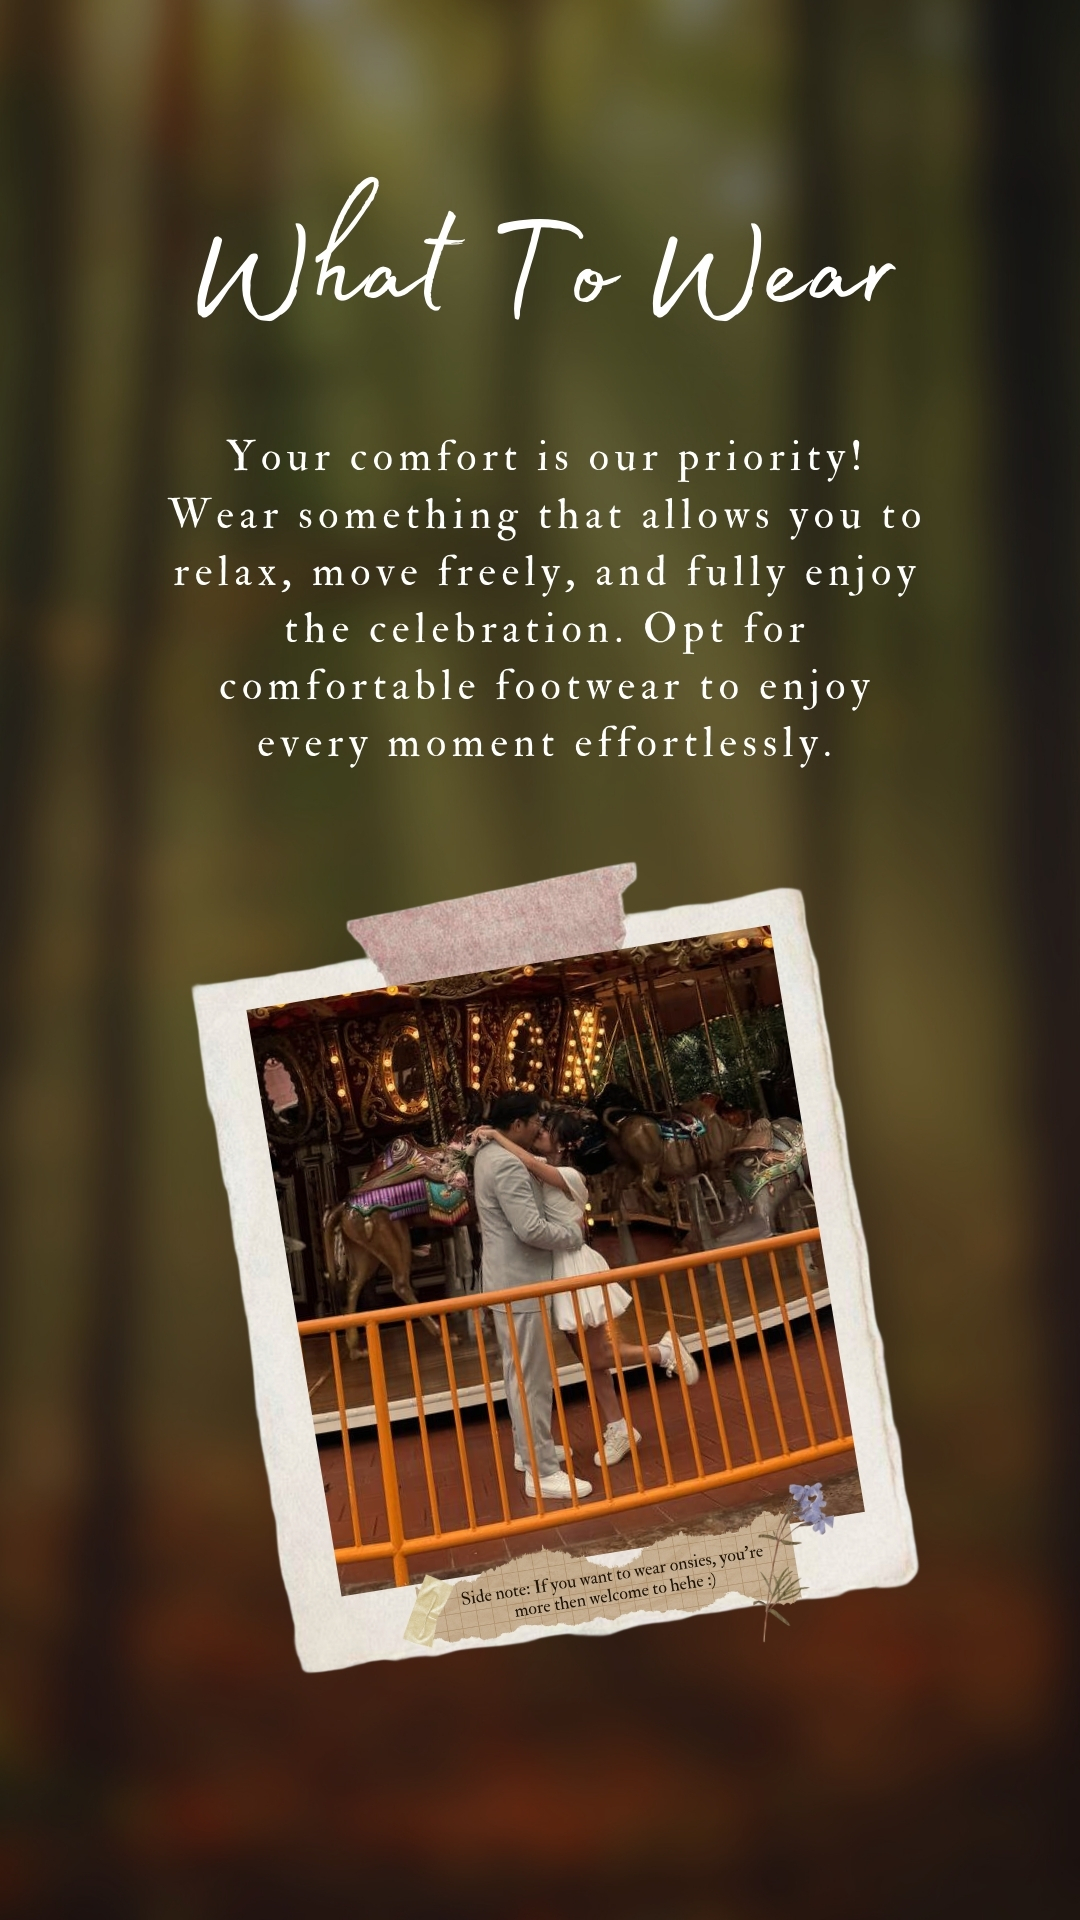 What To Wear
Your comfort is our priority!
Wear something that allows you to
relax, move freely, and fully enjoy
the celebration. Opt for
comfortable footwear to enjoy
every moment effortlessly.
Side note: If you want to wear onsies, you're
more then welcome to hehe :)